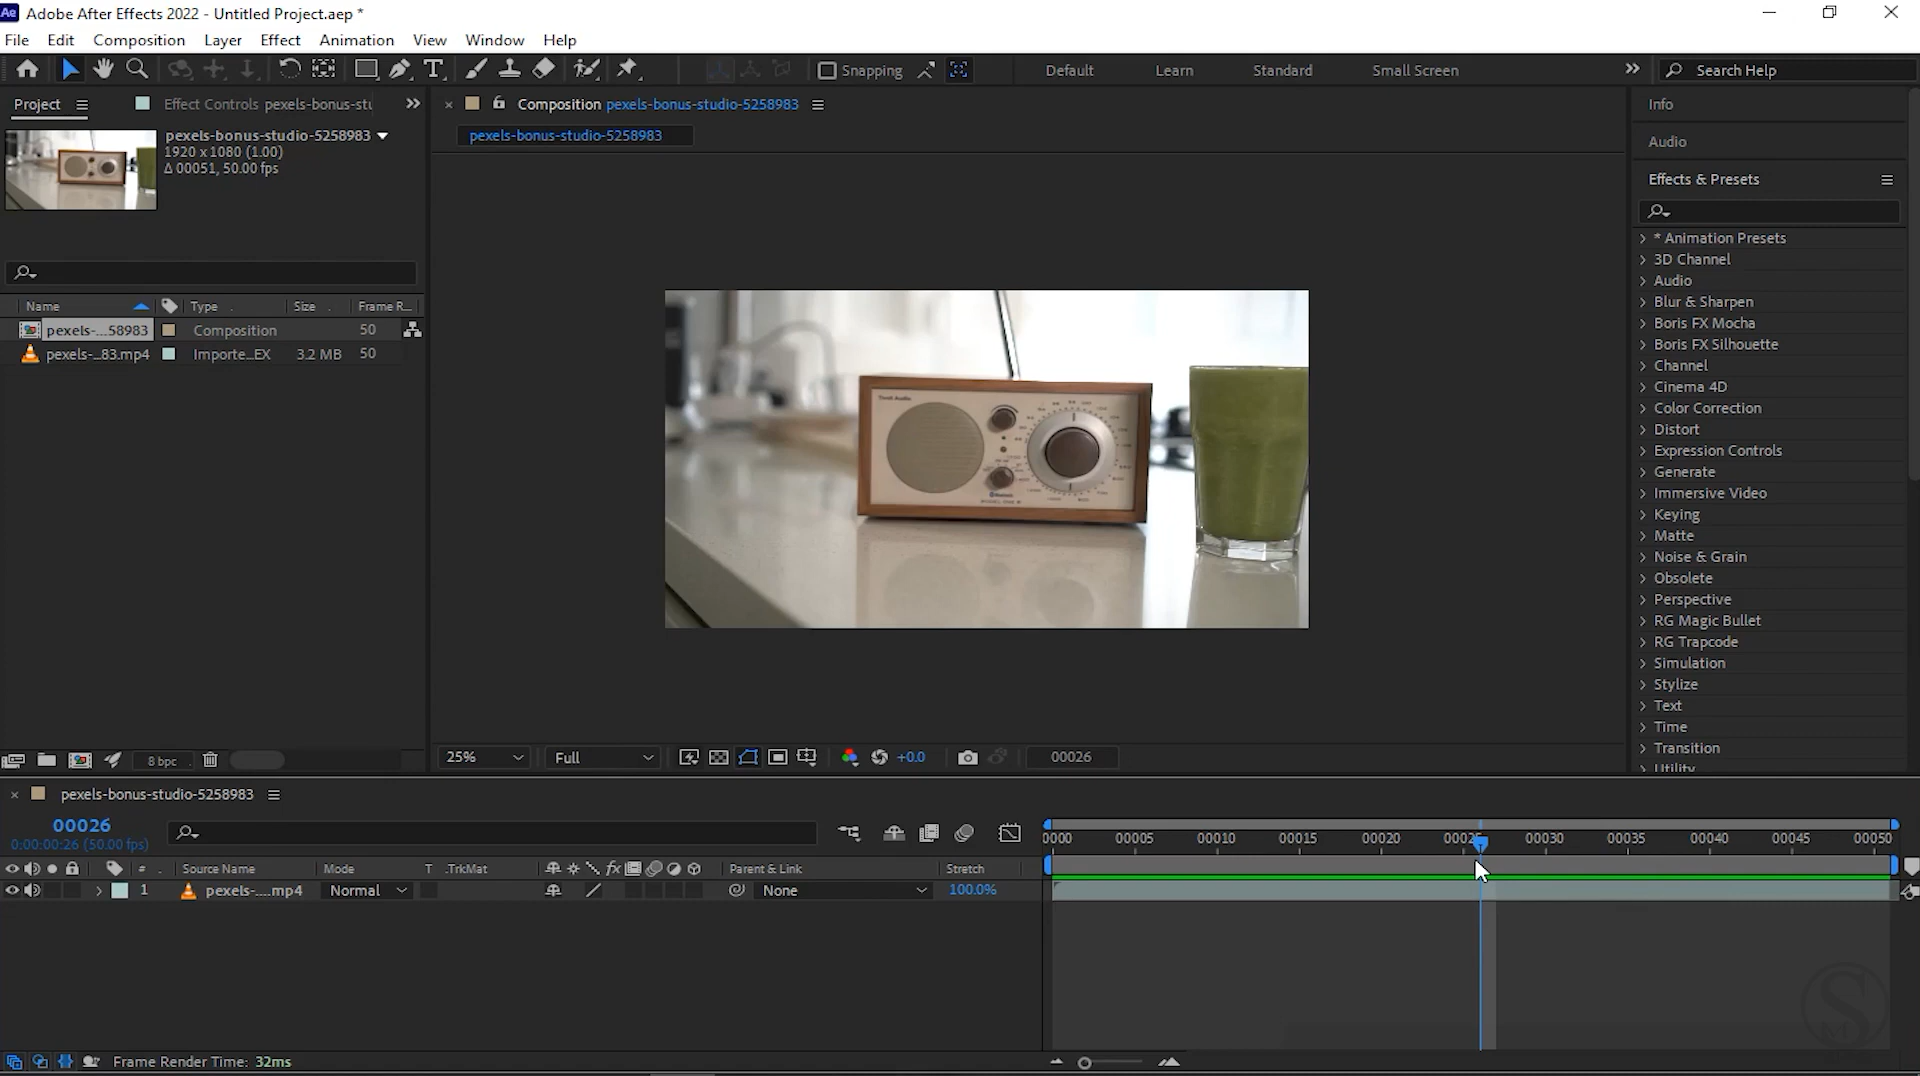 Ae Adobe After Effects 2022 - Untitled Project.aep *
File Edit Composition Layer Effect Animation View Window Help
Snapping Default Learn Standard Small Screen Search Help
Project Effect Controls pexels-bonus-stu
pexels-bonus-studio-5258983
1920 x 1080 (1.00)
Δ 00051, 50.00 fps
Name Type Size Frame R...
pexels-...58983 Composition 50
pexels-...83.mp4 Importe...EX 3.2 MB 50
8 bpc
Composition pexels-bonus-studio-5258983
pexels-bonus-studio-5258983
Tivoli Audio
25% Full +0.0 00026
Info
Audio
Effects & Presets
* Animation Presets
3D Channel
Audio
Blur & Sharpen
Boris FX Mocha
Boris FX Silhouette
Channel
Cinema 4D
Color Correction
Distort
Expression Controls
Generate
Immersive Video
Keying
Matte
Noise & Grain
Obsolete
Perspective
RG Magic Bullet
RG Trapcode
Simulation
Stylize
Text
Time
Transition
Utility
pexels-bonus-studio-5258983
00026
0:00:00:26 (50.00 fps)
0000 00005 00010 00015 00020 00025 00030 00035 00040 00045 00050
# Source Name Mode T .TrkMat fx Parent & Link Stretch
1 pexels-....mp4 Normal None 100.0%
Frame Render Time: 32ms